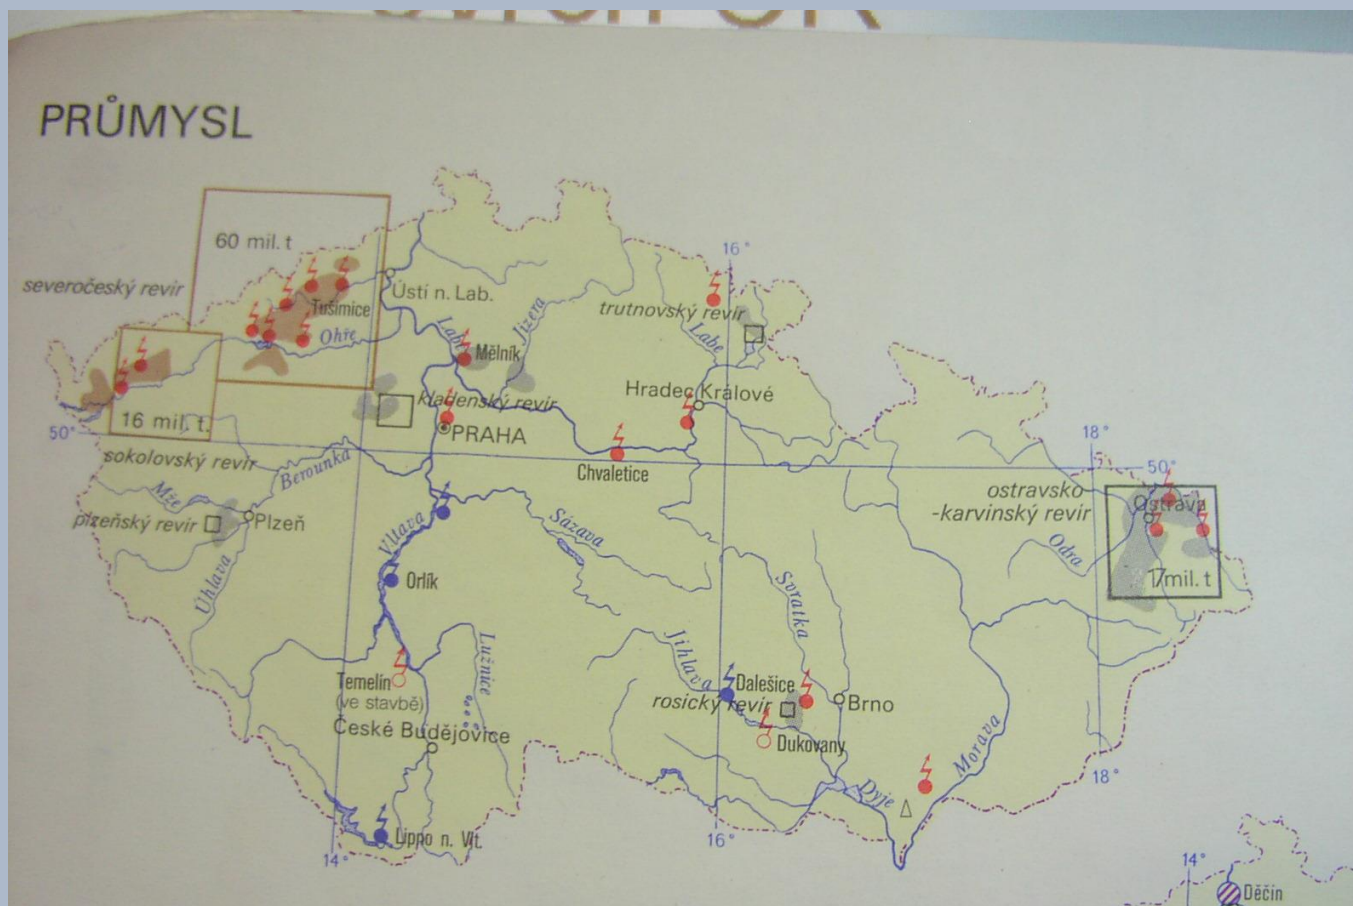 PRŮMYSL
60 mil. t
severočeský revír
Tušimice
Ústí n. Lab.
Ohře
Labe
Jizera
Mělník
16°
trutnovský revír
Labe
Hradec Králové
kladenský revír
16 mil. t.
50°
PRAHA
sokolovský revír
Berounka
Chvaletice
18°
50°
Mže
plzeňský revír
Plzeň
ostravsko
-karvinský revír
Ostrava
Odra
17mil. t
Vltava
Sázava
Úhlava
Orlík
Svratka
Jihlava
Lužnice
Temelín
(ve stavbě)
České Budějovice
Dalešice
rosický revír
Brno
Dukovany
Morava
Dyje
18°
Lippo n. Vlt.
14°
16°
14°
Děčín